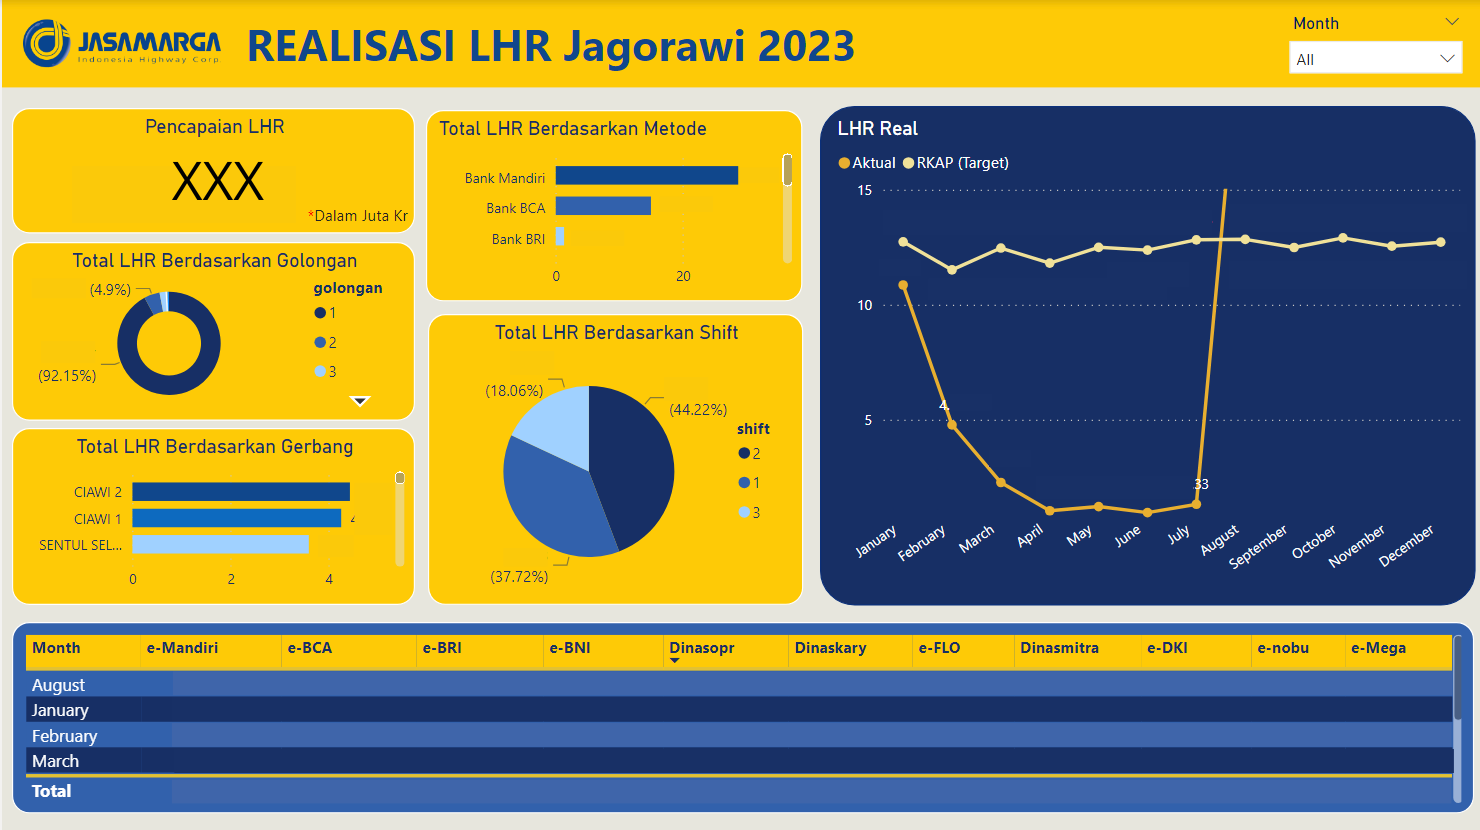 JASAMARGA
Indonesia Highway Corp.
REALISASI LHR Jagorawi 2023
Month
All
Pencapaian LHR
XXX
*Dalam Juta Kr
Total LHR Berdasarkan Golongan
(4.9%)
(92.15%)
golongan
1
2
3
Total LHR Berdasarkan Gerbang
CIAWI 2
CIAWI 1
4
SENTUL SEL...
0 2 4
Total LHR Berdasarkan Metode
Bank Mandiri
Bank BCA
Bank BRI
0 20
Total LHR Berdasarkan Shift
(18.06%)
(44.22%)
(37.72%)
shift
2
1
3
LHR Real
Aktual RKAP (Target)
15
10
5
4.
33
January February March April May June July August September October November December
Month e-Mandiri e-BCA e-BRI e-BNI Dinasopr Dinaskary e-FLO Dinasmitra e-DKI e-nobu e-Mega
August
January
February
March
Total